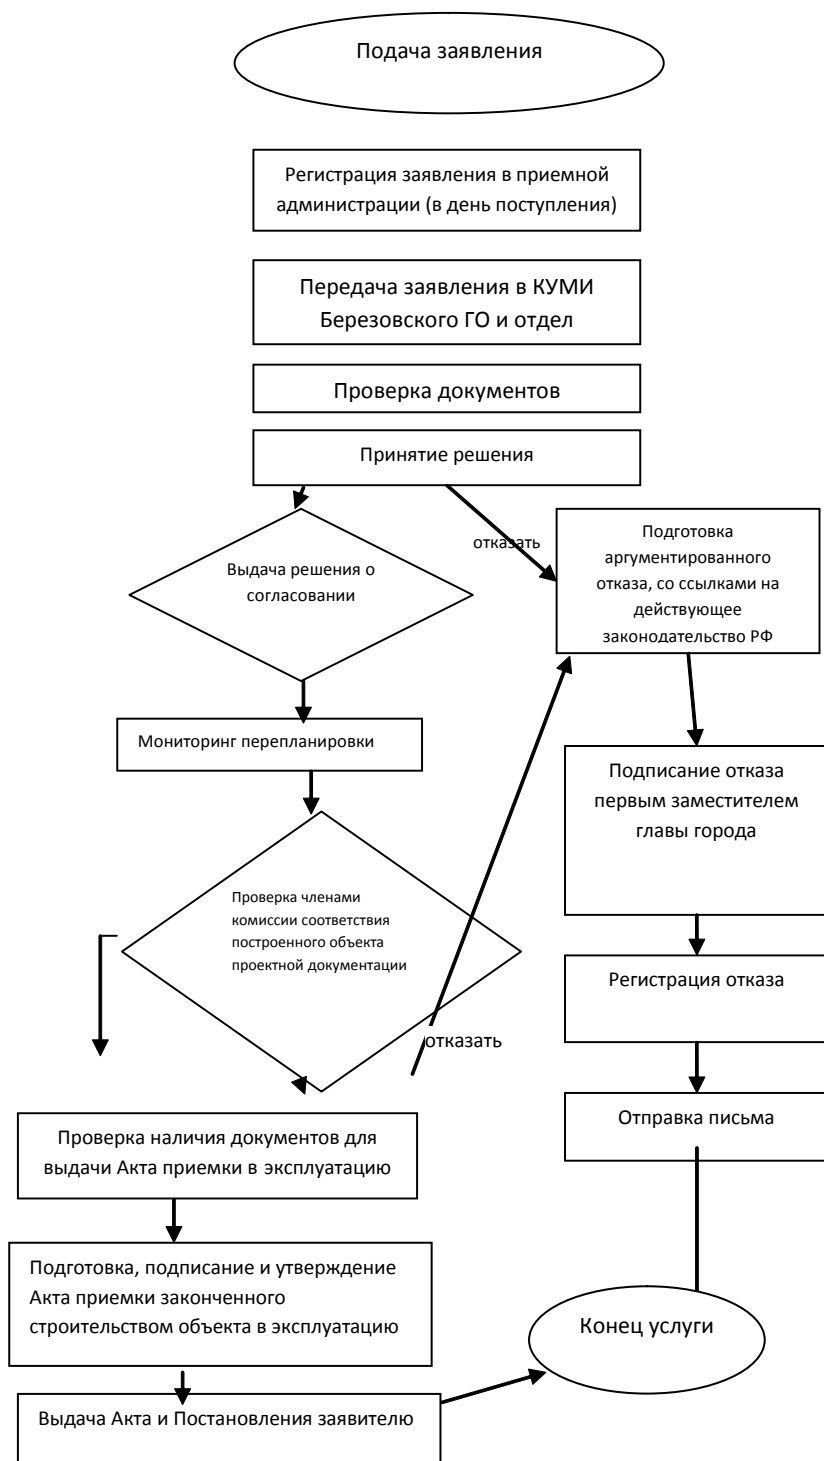 Подача заявления
Регистрация заявления в приемной
администрации (в день поступления)
Передача заявления в КУМИ
Березовского ГО и отдел
Проверка документов
Принятие решения
отказать
Подготовка
аргументированного
отказа, со ссылками на
действующее
законодательство РФ
Выдача решения о
согласовании
Мониторинг перепланировки
Подписание отказа
первым заместителем
главы города
Проверка членами
комиссии соответствия
построенного объекта
проектной документации
Регистрация отказа
отказать
Отправка письма
Проверка наличия документов для
выдачи Акта приемки в эксплуатацию
Подготовка, подписание и утверждение
Акта приемки законченного
строительством объекта в эксплуатацию
Конец услуги
Выдача Акта и Постановления заявителю